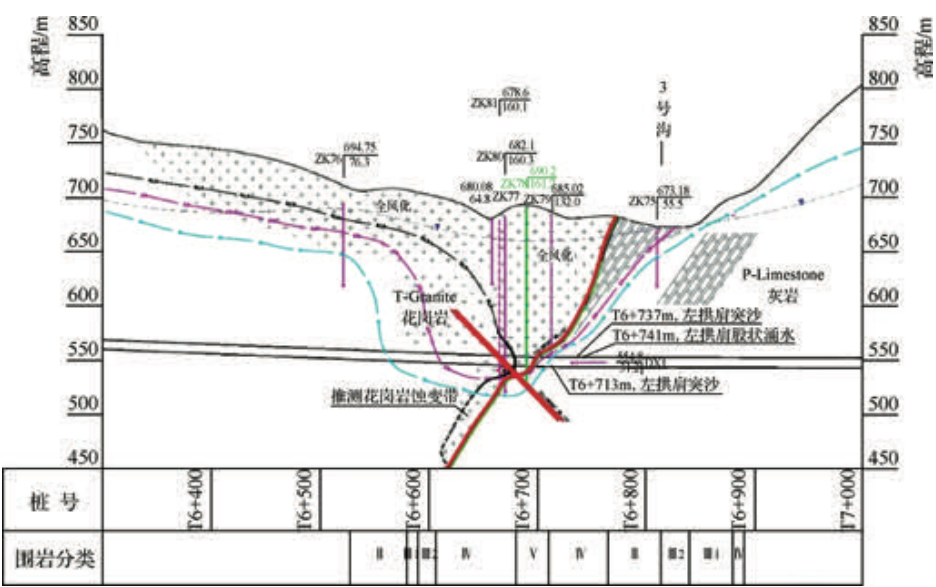 850
800
750
700
650
600
550
500
450
高程/m
850
800
750
700
650
600
550
500
450
高程/m
678.6
ZK81 160.1
3号沟
694.75
ZK76 76.3
682.1
ZK80 160.3
690.2
ZK78
680.08
64.8
ZK77
685.02
ZK79 132.0
673.18
ZK75 55.5
全风化
全风化
T-Granite
花岗岩
P-Limestone
灰岩
T6+737m, 左拱肩突沙
T6+741m, 左拱肩股状涌水
T6+713m, 左拱肩突沙
推测花岗岩蚀变带
桩 号
T6+400
T6+500
T6+600
T6+700
T6+800
T6+900
T7+000
围岩分类
II
III2
IV
V
IV
III
III2
III1
IV